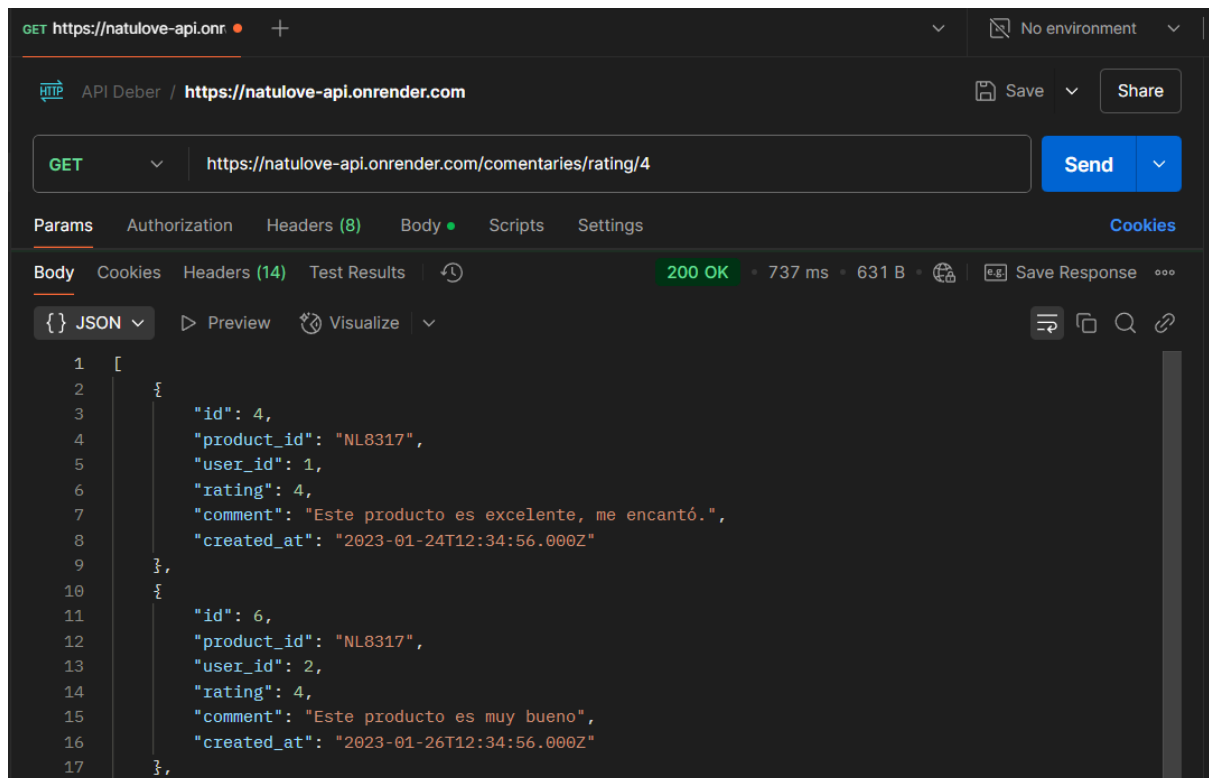 GET https://natulove-api.onr
No environment
HTTP API Deber / https://natulove-api.onrender.com
Save
Share
GET https://natulove-api.onrender.com/comentaries/rating/4
Send
Params Authorization Headers (8) Body Scripts Settings Cookies
Body Cookies Headers (14) Test Results 200 OK 737 ms 631 B e.g. Save Response
{} JSON Preview Visualize
1 [
2 {
3 "id": 4,
4 "product_id": "NL8317",
5 "user_id": 1,
6 "rating": 4,
7 "comment": "Este producto es excelente, me encantó.",
8 "created_at": "2023-01-24T12:34:56.000Z"
9 },
10 {
11 "id": 6,
12 "product_id": "NL8317",
13 "user_id": 2,
14 "rating": 4,
15 "comment": "Este producto es muy bueno",
16 "created_at": "2023-01-26T12:34:56.000Z"
17 },